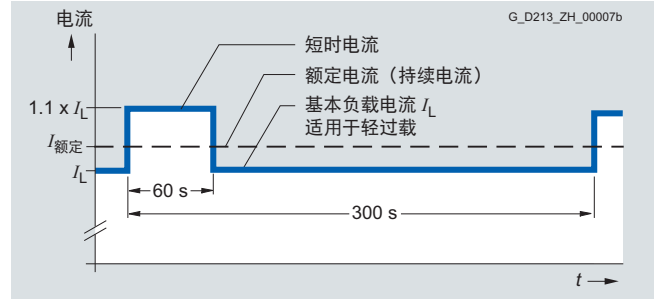 电流
G_D213_ZH_00007b
短时电流
额定电流（持续电流）
基本负载电流 IL
适用于轻过载
1.1 x IL
I额定
IL
60 s
300 s
t